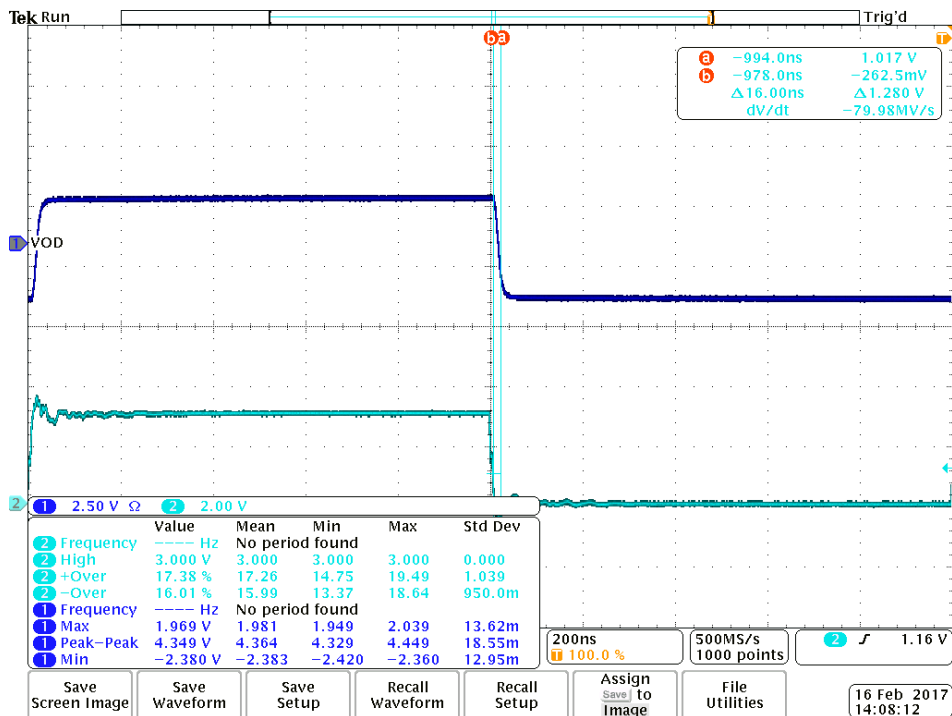 Tek Run Trig'd
b a
T
a −994.0ns 1.017 V
b −978.0ns −262.5mV
Δ16.00ns Δ1.280 V
dV/dt −79.98MV/s
1 VOD
2
1 2.50 V Ω 2 2.00 V
Value Mean Min Max Std Dev
2 Frequency −−−− Hz No period found
2 High 3.000 V 3.000 3.000 3.000 0.000
2 +Over 17.38 % 17.26 14.75 19.49 1.039
2 −Over 16.01 % 15.99 13.37 18.64 950.0m
1 Frequency −−−− Hz No period found
1 Max 1.969 V 1.981 1.949 2.039 13.62m
1 Peak−Peak 4.349 V 4.364 4.329 4.449 18.55m
1 Min −2.380 V −2.383 −2.420 −2.360 12.95m
200ns
T 100.0 %
500MS/s
1000 points
2 1.16 V
Save
Screen Image
Save
Waveform
Save
Setup
Recall
Waveform
Recall
Setup
Assign
Save to
Image
File
Utilities
16 Feb 2017
14:08:12